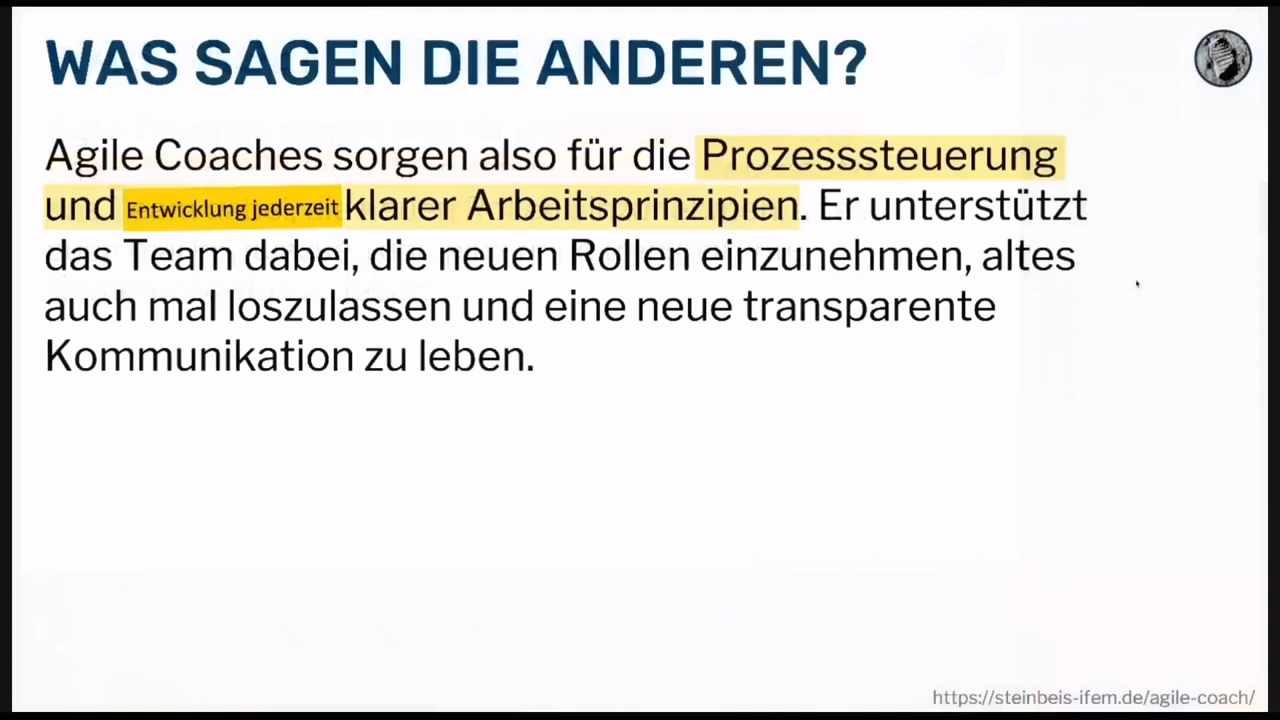 WAS SAGEN DIE ANDEREN?
Agile Coaches sorgen also für die Prozesssteuerung
und Entwicklung jederzeit klarer Arbeitsprinzipien. Er unterstützt
das Team dabei, die neuen Rollen einzunehmen, altes
auch mal loszulassen und eine neue transparente
Kommunikation zu leben.
https://steinbeis-ifem.de/agile-coach/